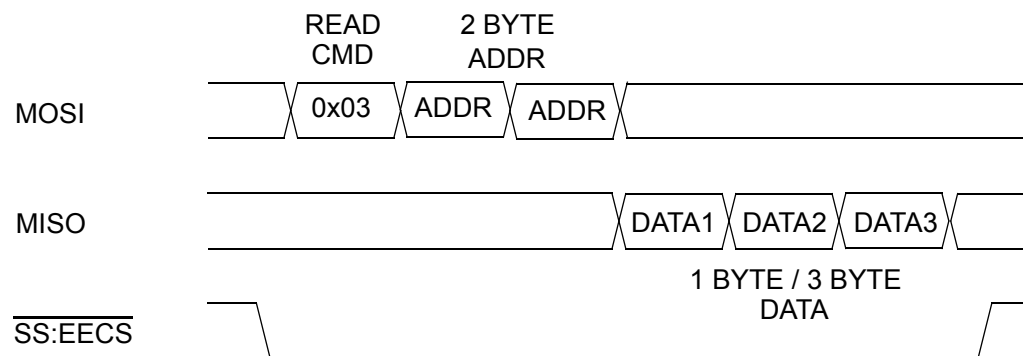 READ
CMD
2 BYTE
ADDR
MOSI
0x03
ADDR
ADDR
MISO
DATA1
DATA2
DATA3
1 BYTE / 3 BYTE
DATA
SS:EECS